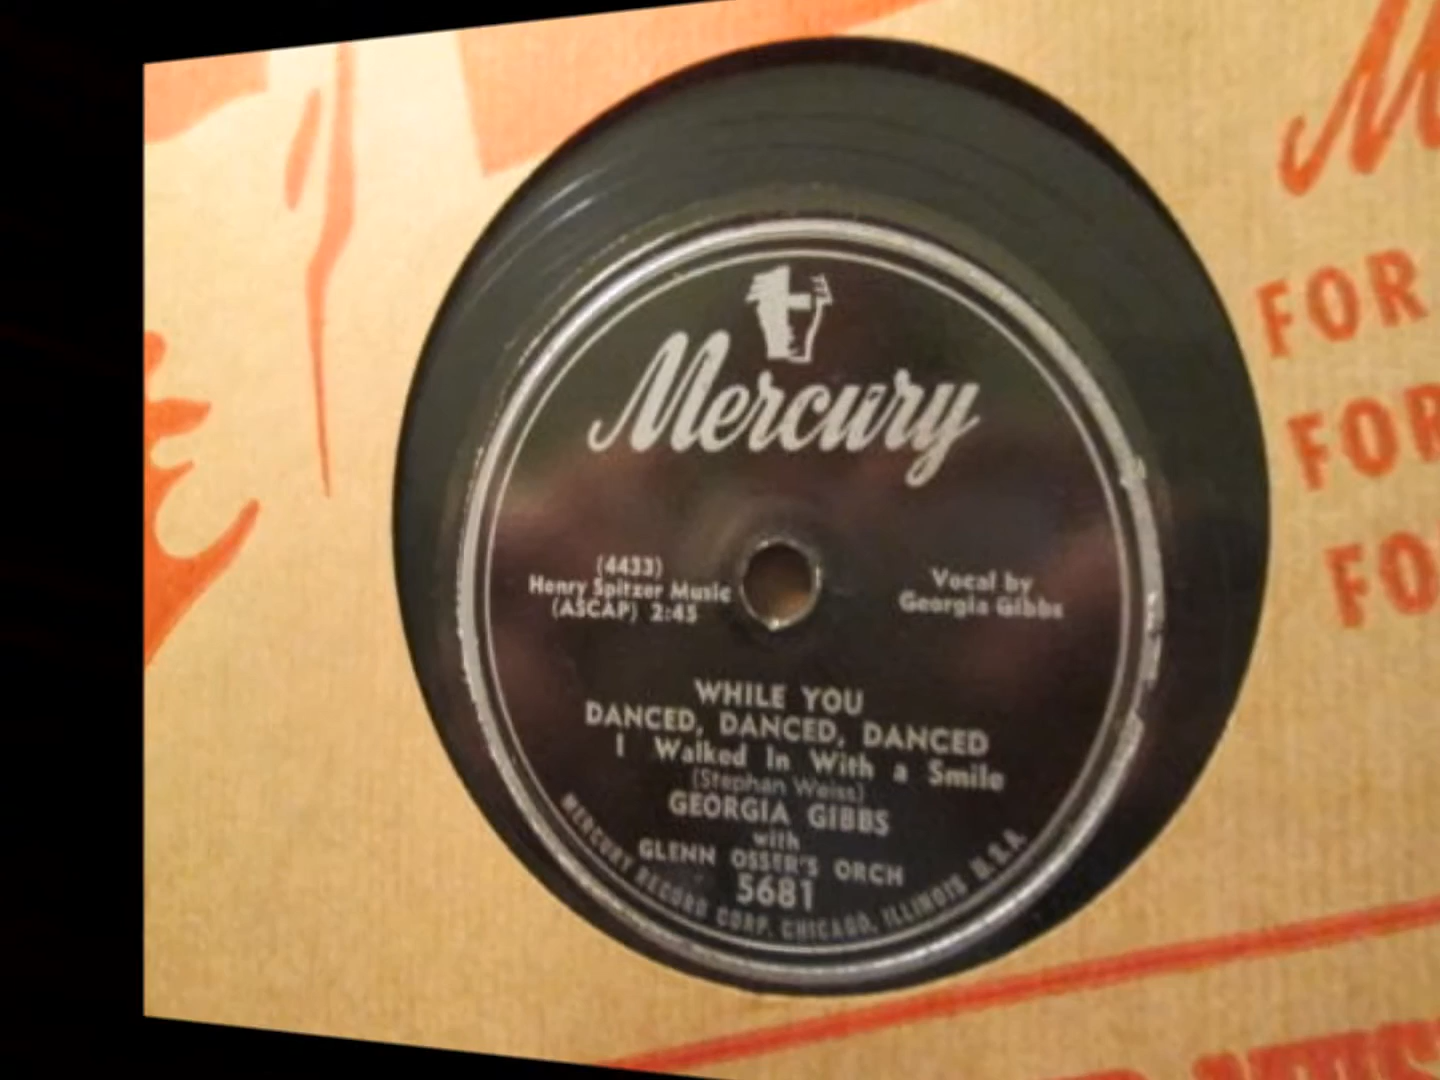 Mercury
(4433)
Henry Spitzer Music
(ASCAP) 2:45
Vocal by
Georgia Gibbs
WHILE YOU
DANCED, DANCED, DANCED
I Walked In With a Smile
(Stephan Weiss)
GEORGIA GIBBS
with
GLENN OSSER'S ORCH
5681
MERCURY RECORD CORP. CHICAGO, ILLINOIS U.S.A.
FOR
FOR
FO